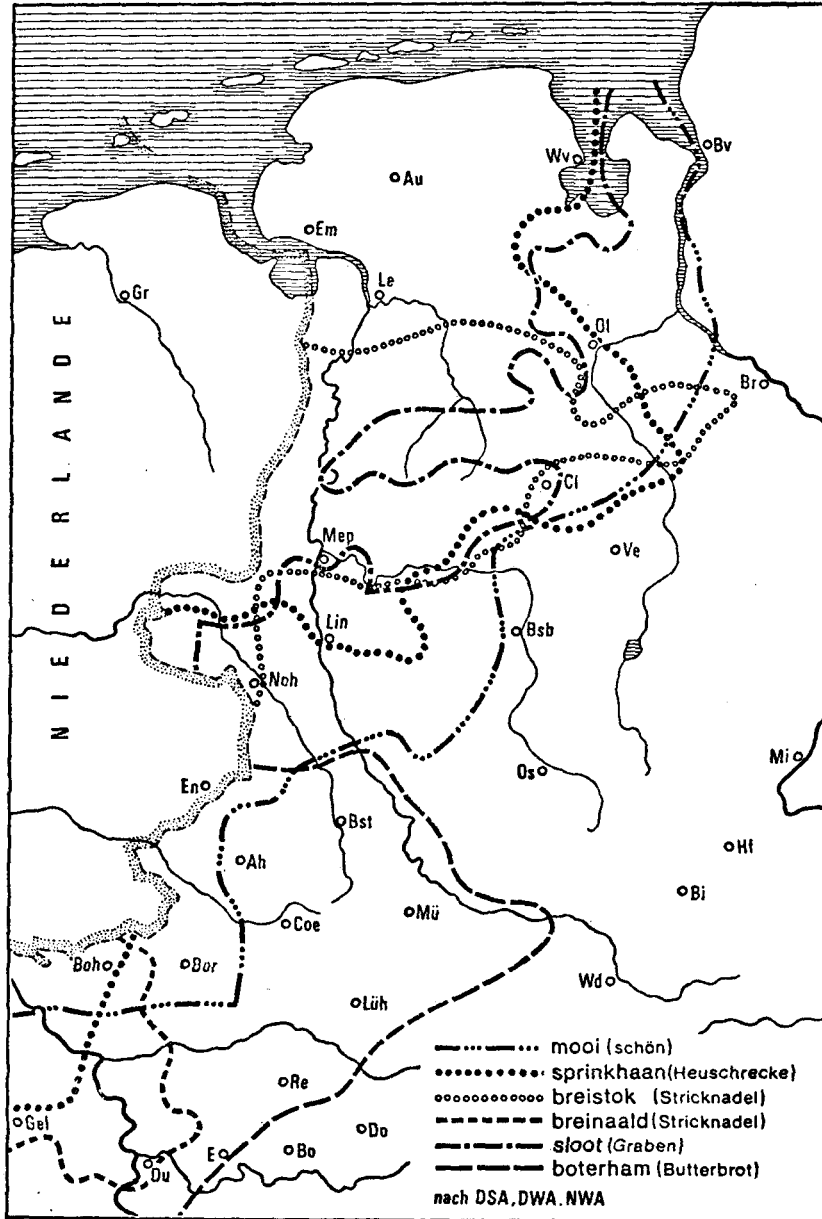 Wv
Bv
Au
Em
Gr
Le
Ol
Br
Cl
Mep
Ve
Lin
Bsb
Noh
NIEDERLANDE
Mi
Os
En
Bst
Hf
Ah
Bi
Mü
Coe
Boh
Bor
Wd
Lüh
mooi (schön)
sprinkhaan (Heuschrecke)
breistok (Stricknadel)
Re
breinaald (Stricknadel)
Gel
Do
sloot (Graben)
E
Bo
Du
boterham (Butterbrot)
nach DSA, DWA, NWA